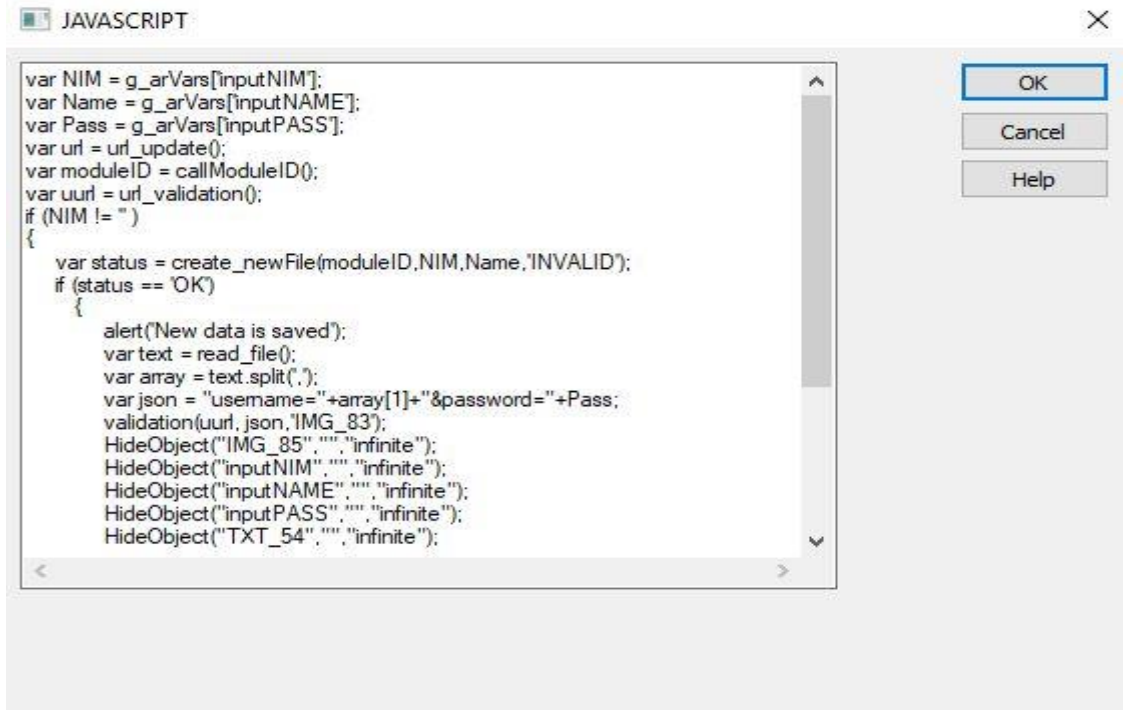 JAVASCRIPT
var NIM = g_arVars['inputNIM'];
var Name = g_arVars['inputNAME'];
var Pass = g_arVars['inputPASS'];
var url = url_update();
var moduleID = callModuleID();
var uurl = url_validation();
if (NIM != '' )
{
var status = create_newFile(moduleID,NIM,Name,'INVALID');
if (status == 'OK')
{
alert('New data is saved');
var text = read_file();
var array = text.split(',');
var json = "username="+array[1]+"&password="+Pass;
validation(uurl, json,'IMG_83');
HideObject("IMG_85","","infinite");
HideObject("inputNIM","","infinite");
HideObject("inputNAME","","infinite");
HideObject("inputPASS","","infinite");
HideObject("TXT_54","","infinite");
OK
Cancel
Help